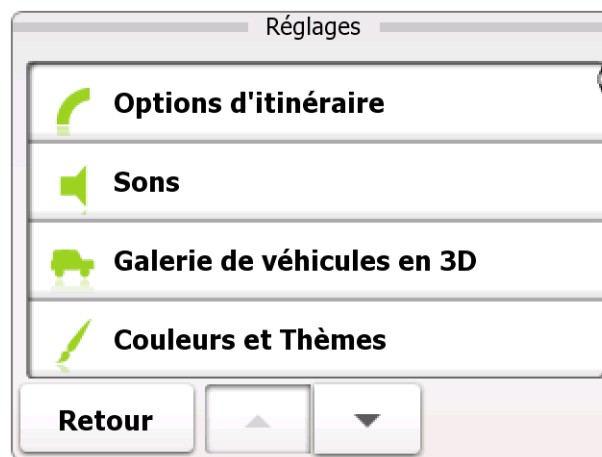 Réglages
Options d'itinéraire
Sons
Galerie de véhicules en 3D
Couleurs et Thèmes
Retour